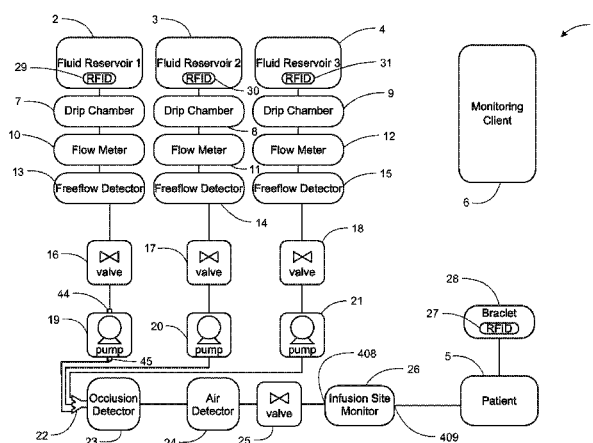 2 3 4
Fluid Reservoir 1 Fluid Reservoir 2 Fluid Reservoir 3
29 RFID RFID 30 RFID 31
7 Drip Chamber Drip Chamber Drip Chamber 9
8
10 Flow Meter Flow Meter Flow Meter 12
11
13 Freeflow Detector Freeflow Detector Freeflow Detector 15
14
Monitoring
Client
6
16 17 18
valve valve valve
44 21
19 20
pump pump pump
45
28
Braclet
27 RFID
5
Patient
408 26
Occlusion
Detector
Air
Detector
valve
Infusion Site
Monitor
22 23 24 25 409